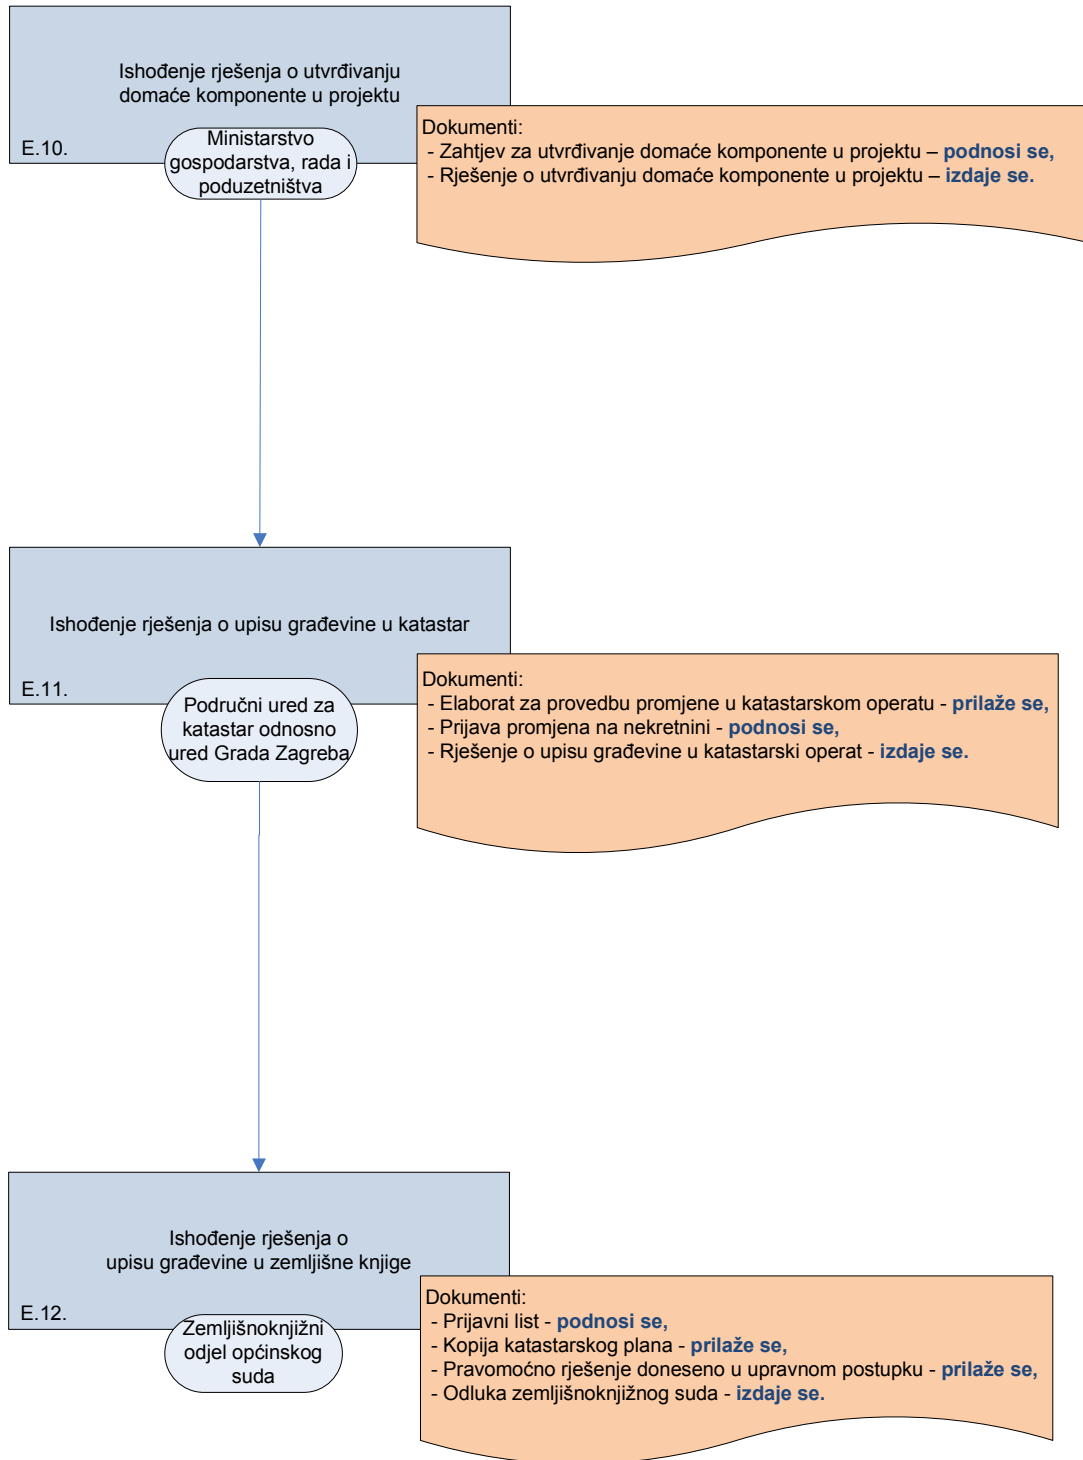 Ishođenje rješenja o utvrđivanju
domaće komponente u projektu
E.10.
Ministarstvo
gospodarstva, rada i
poduzetništva
Dokumenti:
- Zahtjev za utvrđivanje domaće komponente u projektu – podnosi se,
- Rješenje o utvrđivanju domaće komponente u projektu – izdaje se.
Ishođenje rješenja o upisu građevine u katastar
E.11.
Područni ured za
katastar odnosno
ured Grada Zagreba
Dokumenti:
- Elaborat za provedbu promjene u katastarskom operatu - prilaže se,
- Prijava promjena na nekretnini - podnosi se,
- Rješenje o upisu građevine u katastarski operat - izdaje se.
Ishođenje rješenja o
upisu građevine u zemljišne knjige
E.12.
Zemljišnoknjižni
odjel općinskog
suda
Dokumenti:
- Prijavni list - podnosi se,
- Kopija katastarskog plana - prilaže se,
- Pravomoćno rješenje doneseno u upravnom postupku - prilaže se,
- Odluka zemljišnoknjižnog suda - izdaje se.